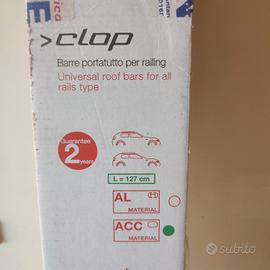 >clop
Barre portatutto per railing
Universal roof bars for all
rails type
Guarantee
2
years
L = 127 cm
AL
MATERIAL
ACC
MATERIAL
subito